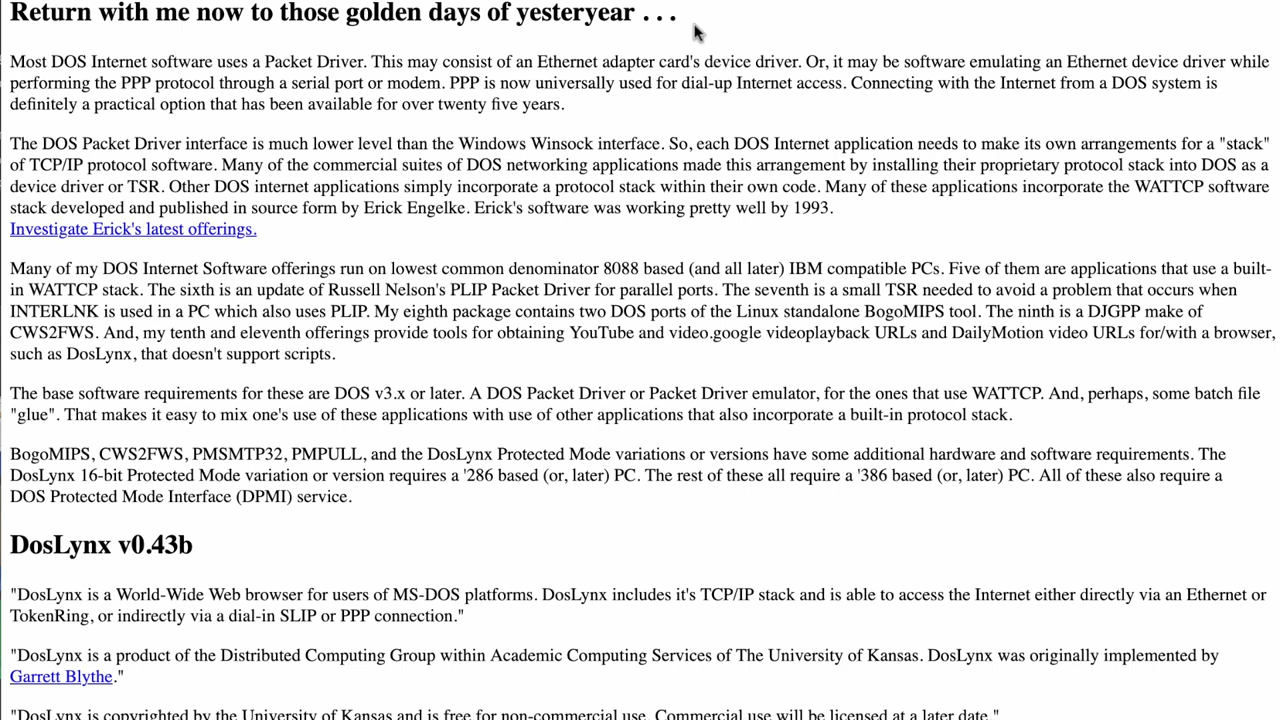 Return with me now to those golden days of yesteryear . . .
Most DOS Internet software uses a Packet Driver. This may consist of an Ethernet adapter card's device driver. Or, it may be software emulating an Ethernet device driver while
performing the PPP protocol through a serial port or modem. PPP is now universally used for dial-up Internet access. Connecting with the Internet from a DOS system is
definitely a practical option that has been available for over twenty five years.
The DOS Packet Driver interface is much lower level than the Windows Winsock interface. So, each DOS Internet application needs to make its own arrangements for a "stack"
of TCP/IP protocol software. Many of the commercial suites of DOS networking applications made this arrangement by installing their proprietary protocol stack into DOS as a
device driver or TSR. Other DOS internet applications simply incorporate a protocol stack within their own code. Many of these applications incorporate the WATTCP software
stack developed and published in source form by Erick Engelke. Erick's software was working pretty well by 1993.
Investigate Erick's latest offerings.
Many of my DOS Internet Software offerings run on lowest common denominator 8088 based (and all later) IBM compatible PCs. Five of them are applications that use a built-
in WATTCP stack. The sixth is an update of Russell Nelson's PLIP Packet Driver for parallel ports. The seventh is a small TSR needed to avoid a problem that occurs when
INTERLNK is used in a PC which also uses PLIP. My eighth package contains two DOS ports of the Linux standalone BogoMIPS tool. The ninth is a DJGPP make of
CWS2FWS. And, my tenth and eleventh offerings provide tools for obtaining YouTube and video.google videoplayback URLs and DailyMotion video URLs for/with a browser,
such as DosLynx, that doesn't support scripts.
The base software requirements for these are DOS v3.x or later. A DOS Packet Driver or Packet Driver emulator, for the ones that use WATTCP. And, perhaps, some batch file
"glue". That makes it easy to mix one's use of these applications with use of other applications that also incorporate a built-in protocol stack.
BogoMIPS, CWS2FWS, PMSMTP32, PMPULL, and the DosLynx Protected Mode variations or versions have some additional hardware and software requirements. The
DosLynx 16-bit Protected Mode variation or version requires a '286 based (or, later) PC. The rest of these all require a '386 based (or, later) PC. All of these also require a
DOS Protected Mode Interface (DPMI) service.
DosLynx v0.43b
"DosLynx is a World-Wide Web browser for users of MS-DOS platforms. DosLynx includes it's TCP/IP stack and is able to access the Internet either directly via an Ethernet or
TokenRing, or indirectly via a dial-in SLIP or PPP connection."
"DosLynx is a product of the Distributed Computing Group within Academic Computing Services of The University of Kansas. DosLynx was originally implemented by
Garrett Blythe."
"DosLynx is copyrighted by the University of Kansas and is free for non-commercial use. Commercial use will be licensed at a later date."